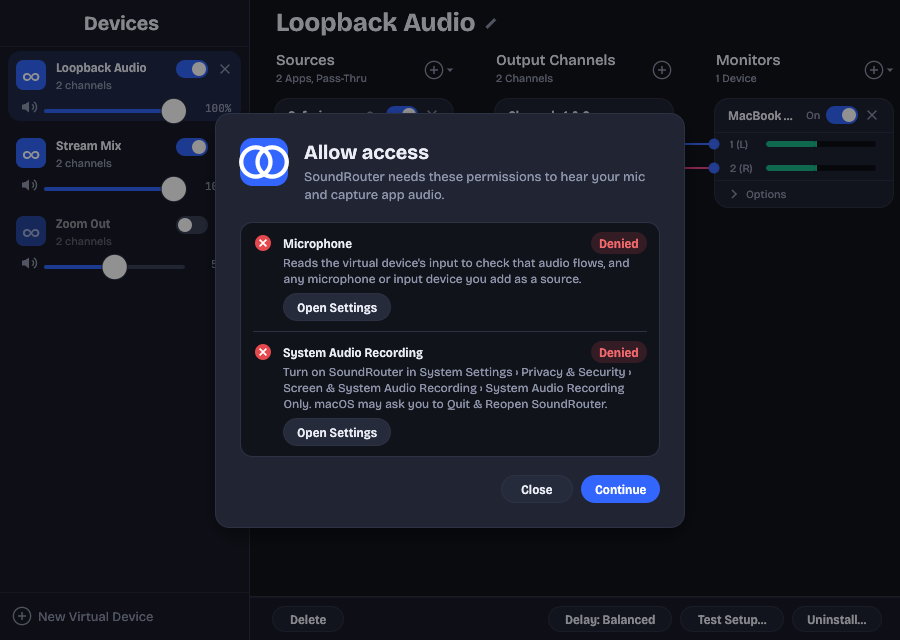 Devices
Loopback Audio
2 channels
100%
Stream Mix
2 channels
Zoom Out
2 channels
New Virtual Device
Loopback Audio
Sources
2 Apps, Pass-Thru
Output Channels
2 Channels
Monitors
1 Device
MacBook ...
On
1 (L)
2 (R)
Options
Allow access
SoundRouter needs these permissions to hear your mic
and capture app audio.
Microphone
Denied
Reads the virtual device's input to check that audio flows, and
any microphone or input device you add as a source.
Open Settings
System Audio Recording
Denied
Turn on SoundRouter in System Settings › Privacy & Security ›
Screen & System Audio Recording › System Audio Recording
Only. macOS may ask you to Quit & Reopen SoundRouter.
Open Settings
Close
Continue
Delete
Delay: Balanced
Test Setup...
Uninstall...